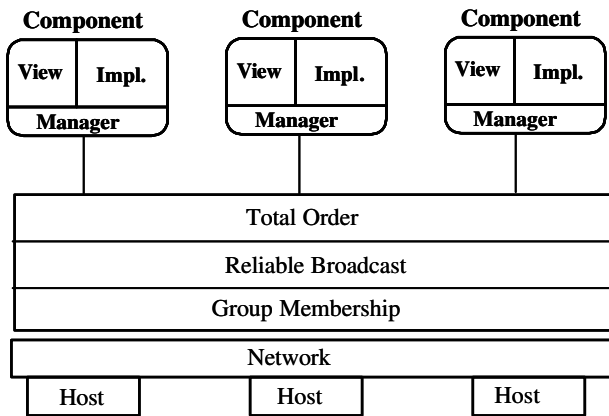 Component Component Component
View Impl. View Impl. View Impl.
Manager Manager Manager
Total Order
Reliable Broadcast
Group Membership
Network
Host Host Host